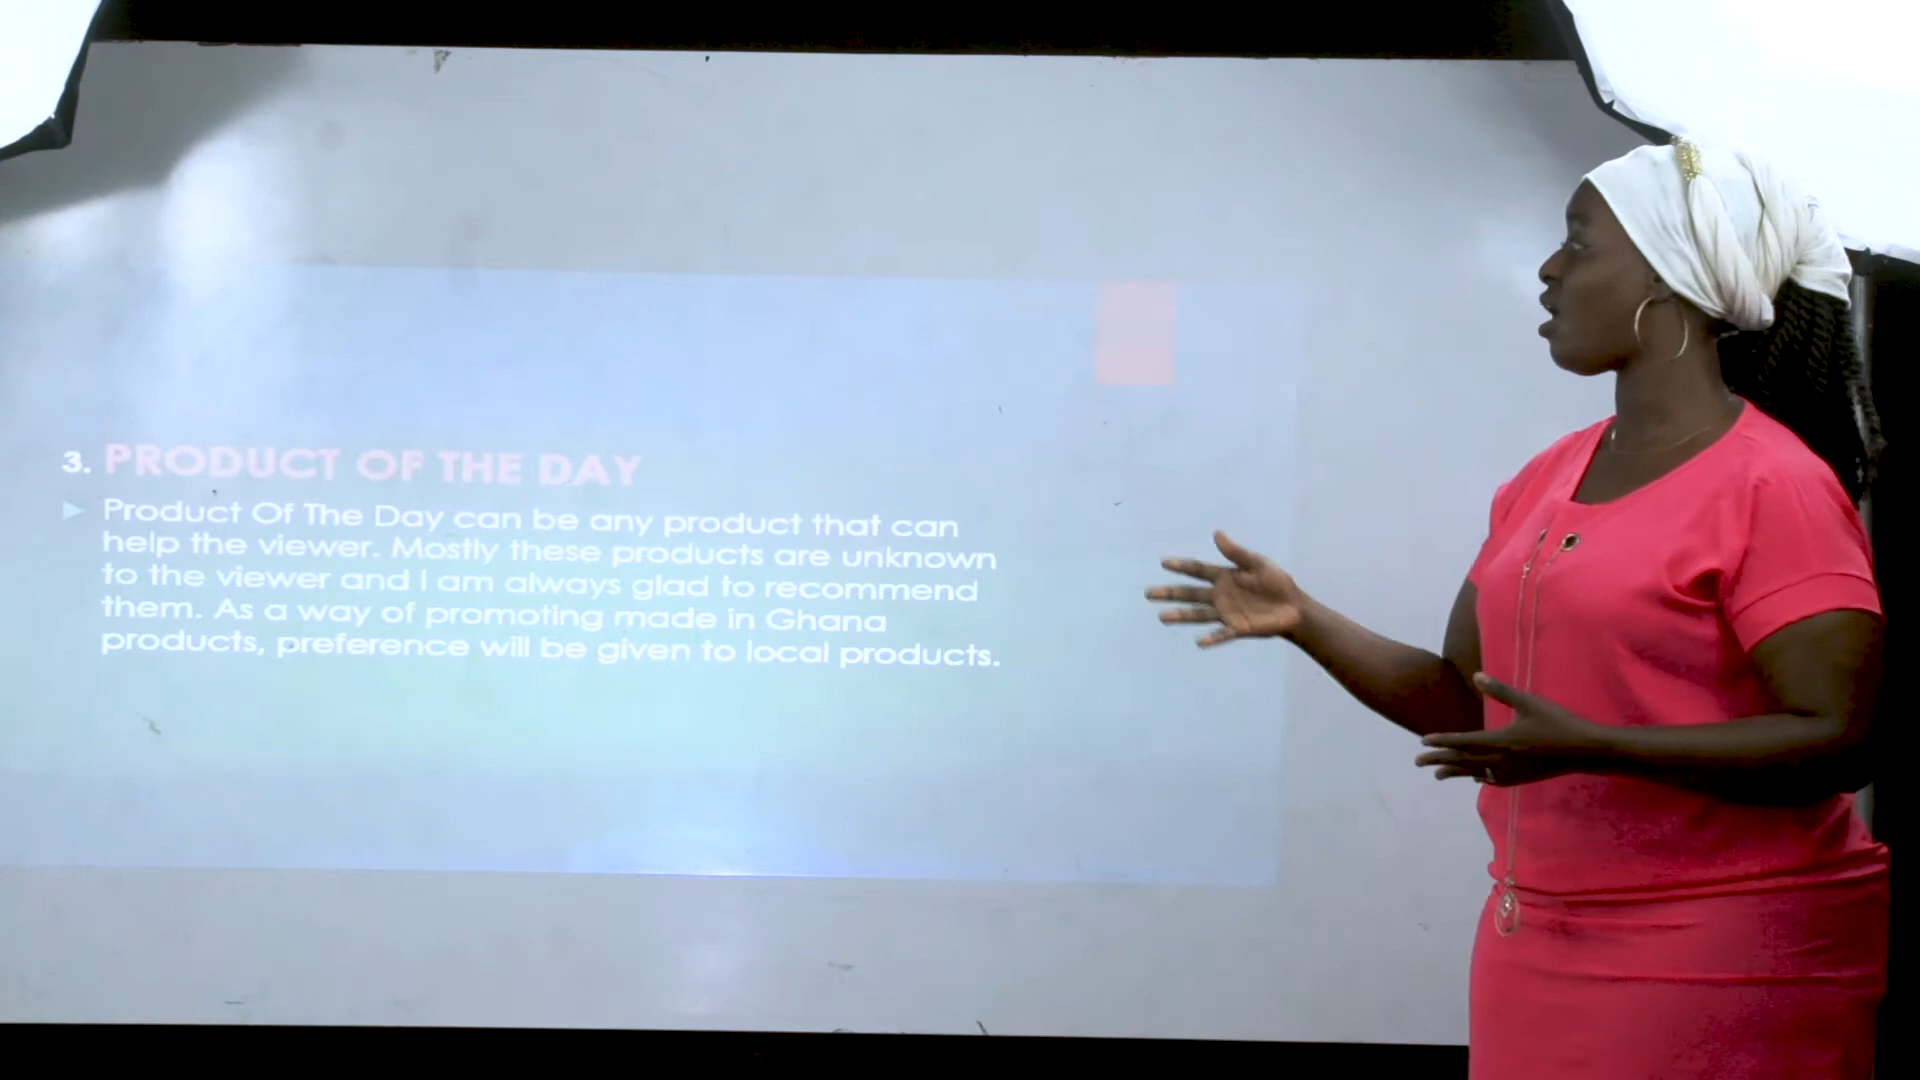 3. PRODUCT OF THE DAY
Product Of The Day can be any product that can
help the viewer. Mostly these products are unknown
to the viewer and I am always glad to recommend
them. As a way of promoting made in Ghana
products, preference will be given to local products.